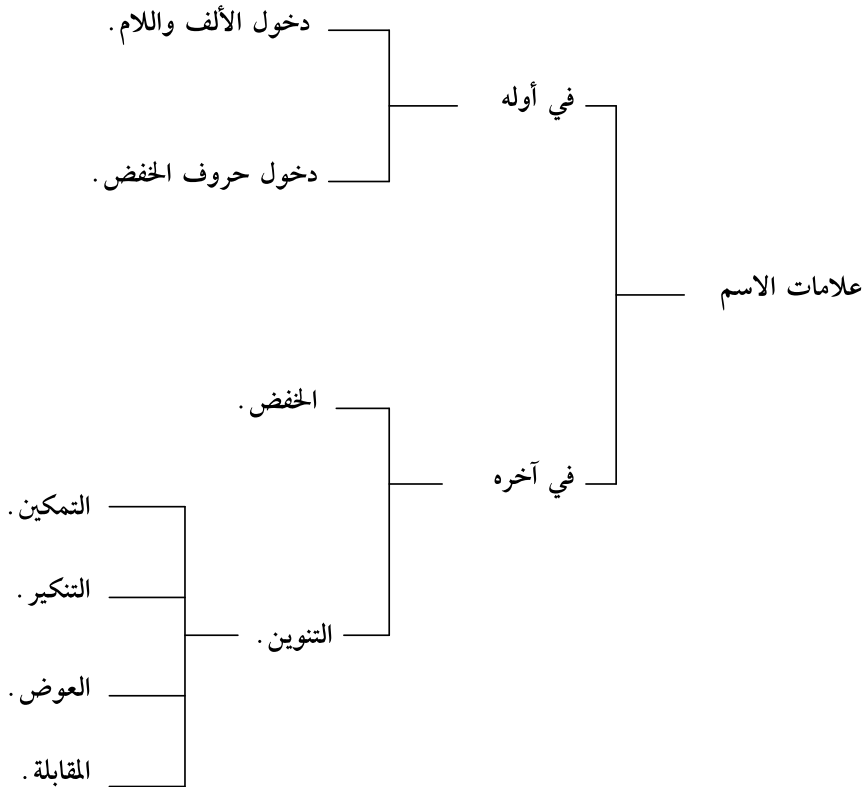 علامات الاسم
في أوله
دخول الألف واللام .
دخول حروف الخفض .
في آخره
الخفض .
التنوين .
التمكين .
التنكير .
العوض .
المقابلة .